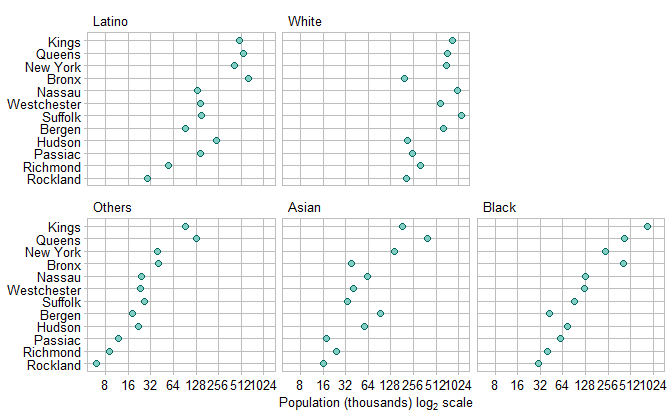 Latino White
Kings
Queens
New York
Bronx
Nassau
Westchester
Suffolk
Bergen
Hudson
Passiac
Richmond
Rockland
Others Asian Black
Kings
Queens
New York
Bronx
Nassau
Westchester
Suffolk
Bergen
Hudson
Passiac
Richmond
Rockland
8 16 32 64 128 256 512 1024 8 16 32 64 128 256 512 1024 8 16 32 64 128 256 512 1024
Population (thousands) log2 scale